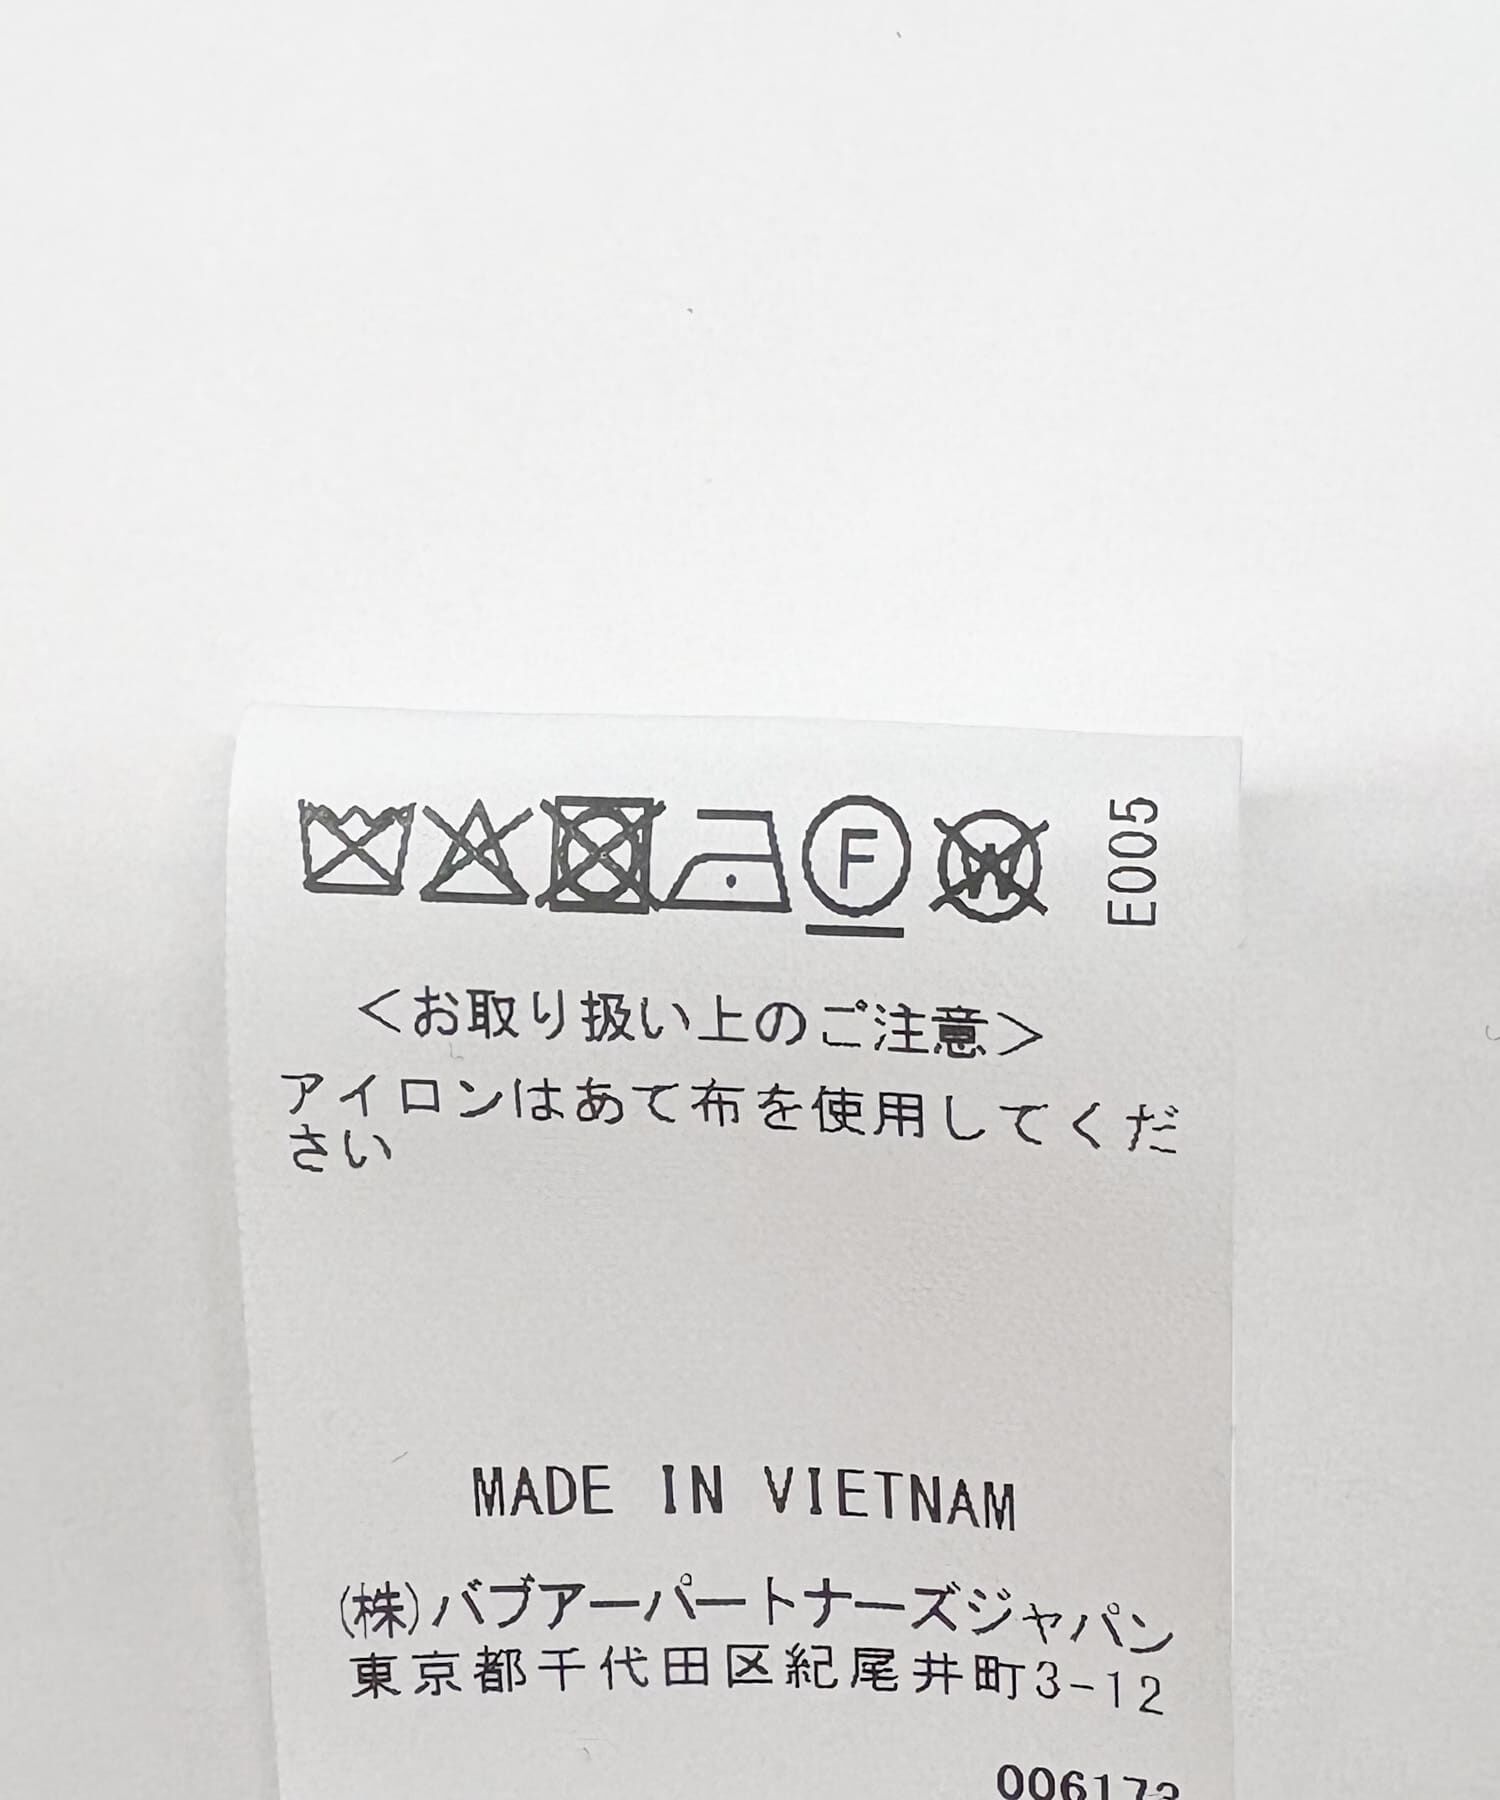 F W E005
<お取り扱い上のご注意>
アイロンはあて布を使用してくだ
さい
MADE IN VIETNAM
(株)バブアーパートナーズジャパン
東京都千代田区紀尾井町3-12
006173